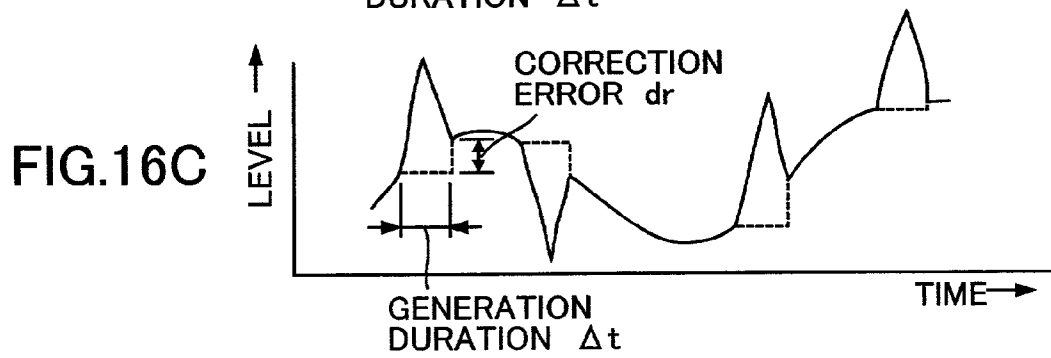 DURATION Δt
CORRECTION
ERROR dr
FIG.16C
LEVEL
TIME
GENERATION
DURATION Δt